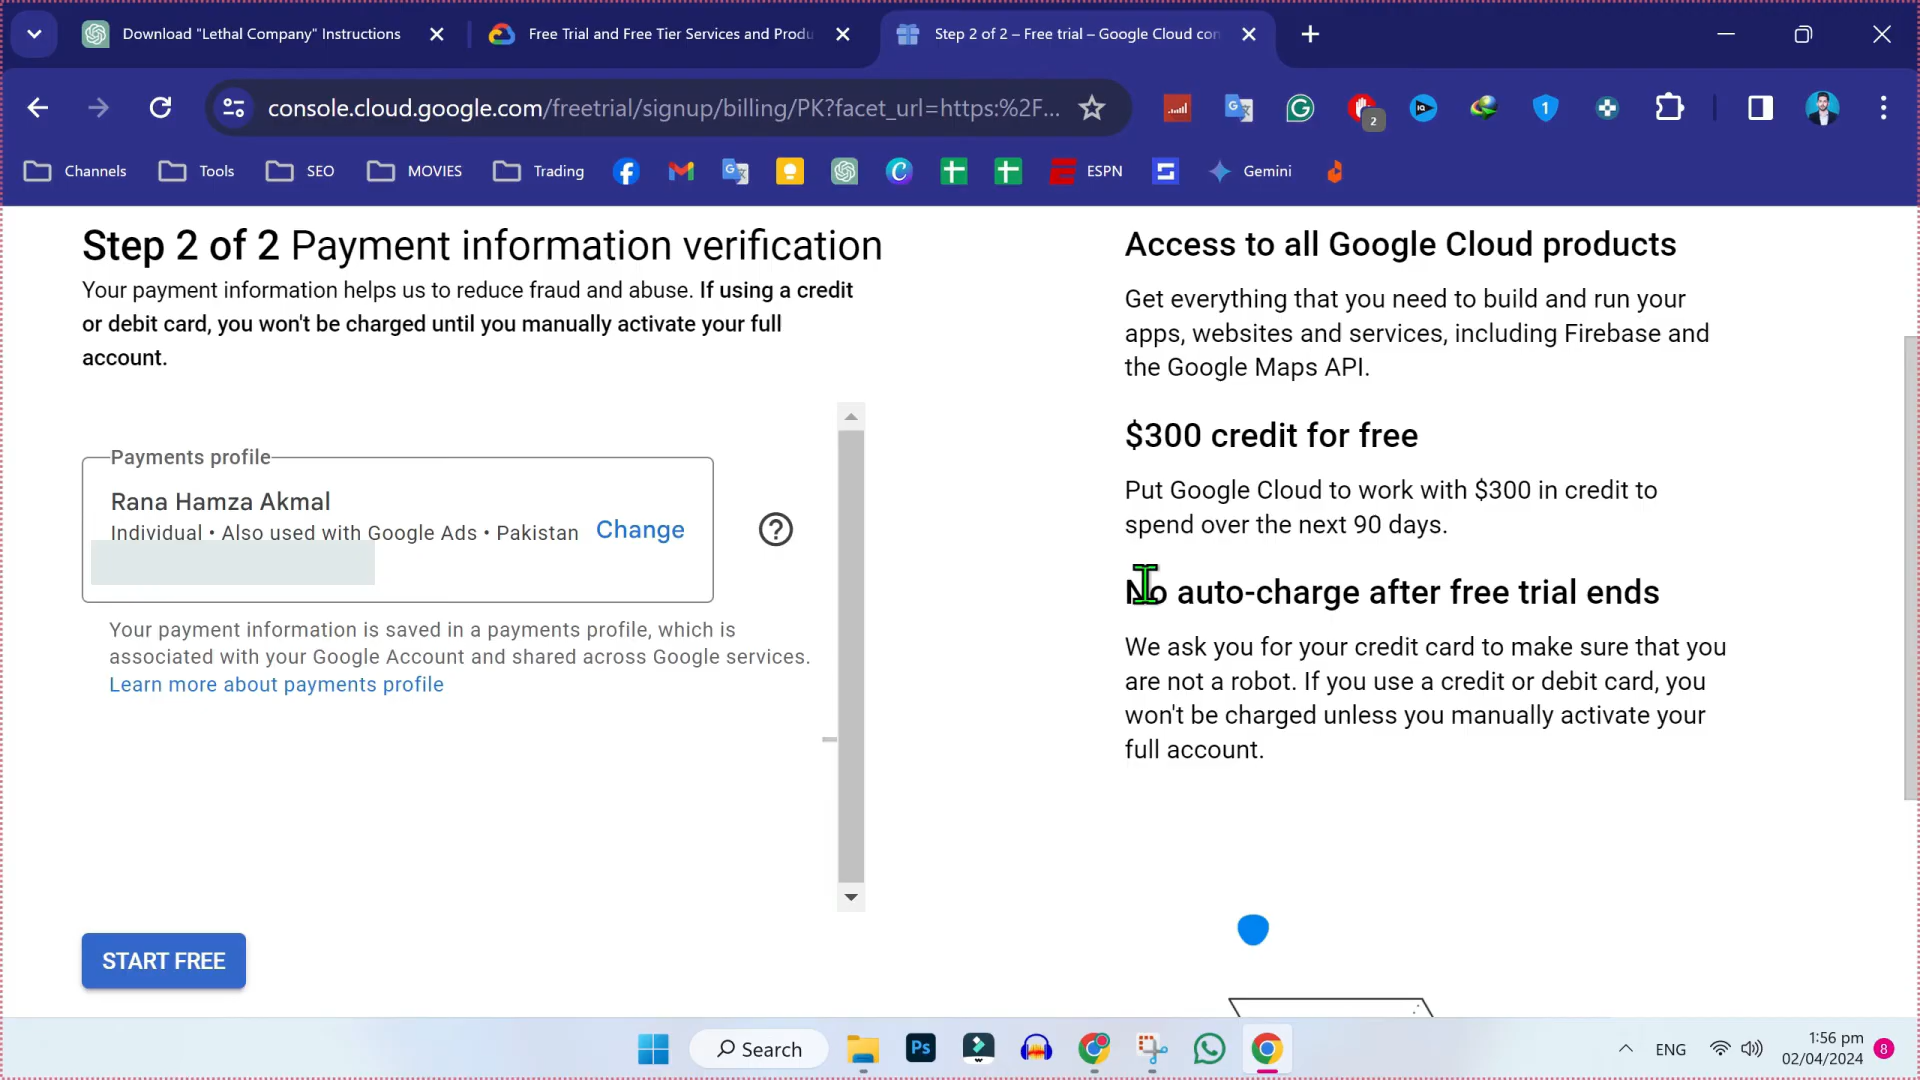 Download "Lethal Company" Instructions
Free Trial and Free Tier Services and Produ
Step 2 of 2 – Free trial – Google Cloud con
console.cloud.google.com/freetrial/signup/billing/PK?facet_url=https:%2F...
2
1
Channels
Tools
SEO
MOVIES
Trading
ESPN
Gemini
Step 2 of 2 Payment information verification
Your payment information helps us to reduce fraud and abuse. If using a credit
or debit card, you won't be charged until you manually activate your full
account.
Payments profile
Rana Hamza Akmal
Individual • Also used with Google Ads • Pakistan
Change
Your payment information is saved in a payments profile, which is
associated with your Google Account and shared across Google services.
Learn more about payments profile
START FREE
Access to all Google Cloud products
Get everything that you need to build and run your
apps, websites and services, including Firebase and
the Google Maps API.
$300 credit for free
Put Google Cloud to work with $300 in credit to
spend over the next 90 days.
No auto-charge after free trial ends
We ask you for your credit card to make sure that you
are not a robot. If you use a credit or debit card, you
won't be charged unless you manually activate your
full account.
Search
Ps
ENG
1:56 pm
02/04/2024
8